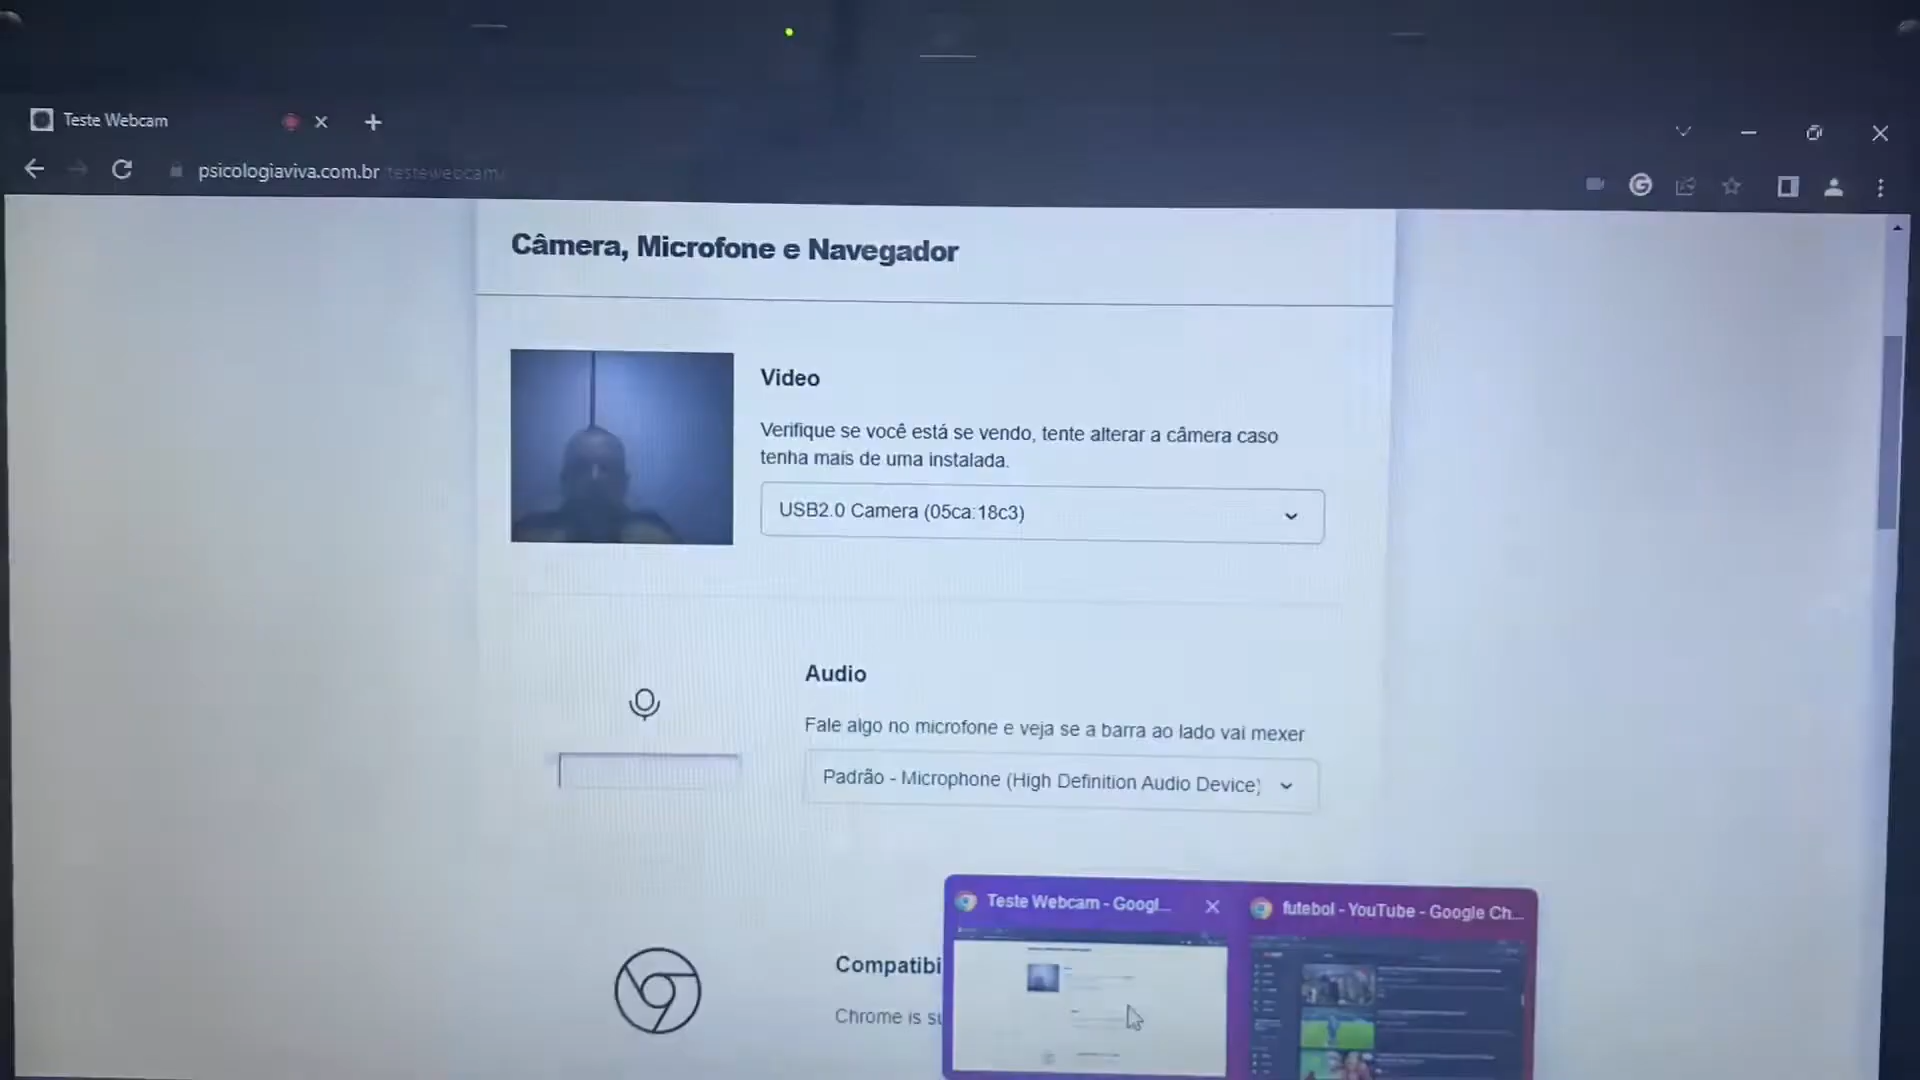 Teste Webcam
psicologiaviva.com.br/testewebcam/
Câmera, Microfone e Navegador
Video
Verifique se você está se vendo, tente alterar a câmera caso
tenha mais de uma instalada.
USB2.0 Camera (05ca:18c3)
Audio
Fale algo no microfone e veja se a barra ao lado vai mexer
Padrão - Microphone (High Definition Audio Device)
Compatibi
Chrome is su
Teste Webcam - Googl...
futebol - YouTube - Google Ch...